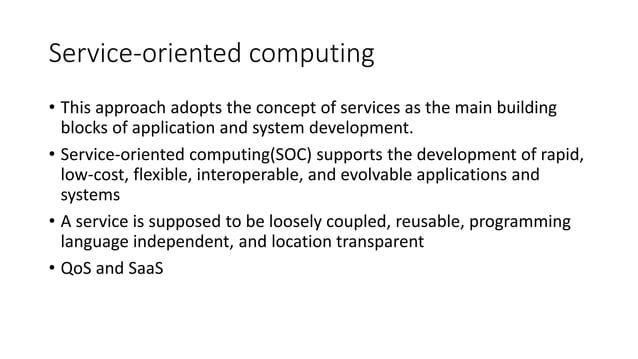 Service-oriented computing
• This approach adopts the concept of services as the main building
blocks of application and system development.
• Service-oriented computing(SOC) supports the development of rapid,
low-cost, flexible, interoperable, and evolvable applications and
systems
• A service is supposed to be loosely coupled, reusable, programming
language independent, and location transparent
• QoS and SaaS